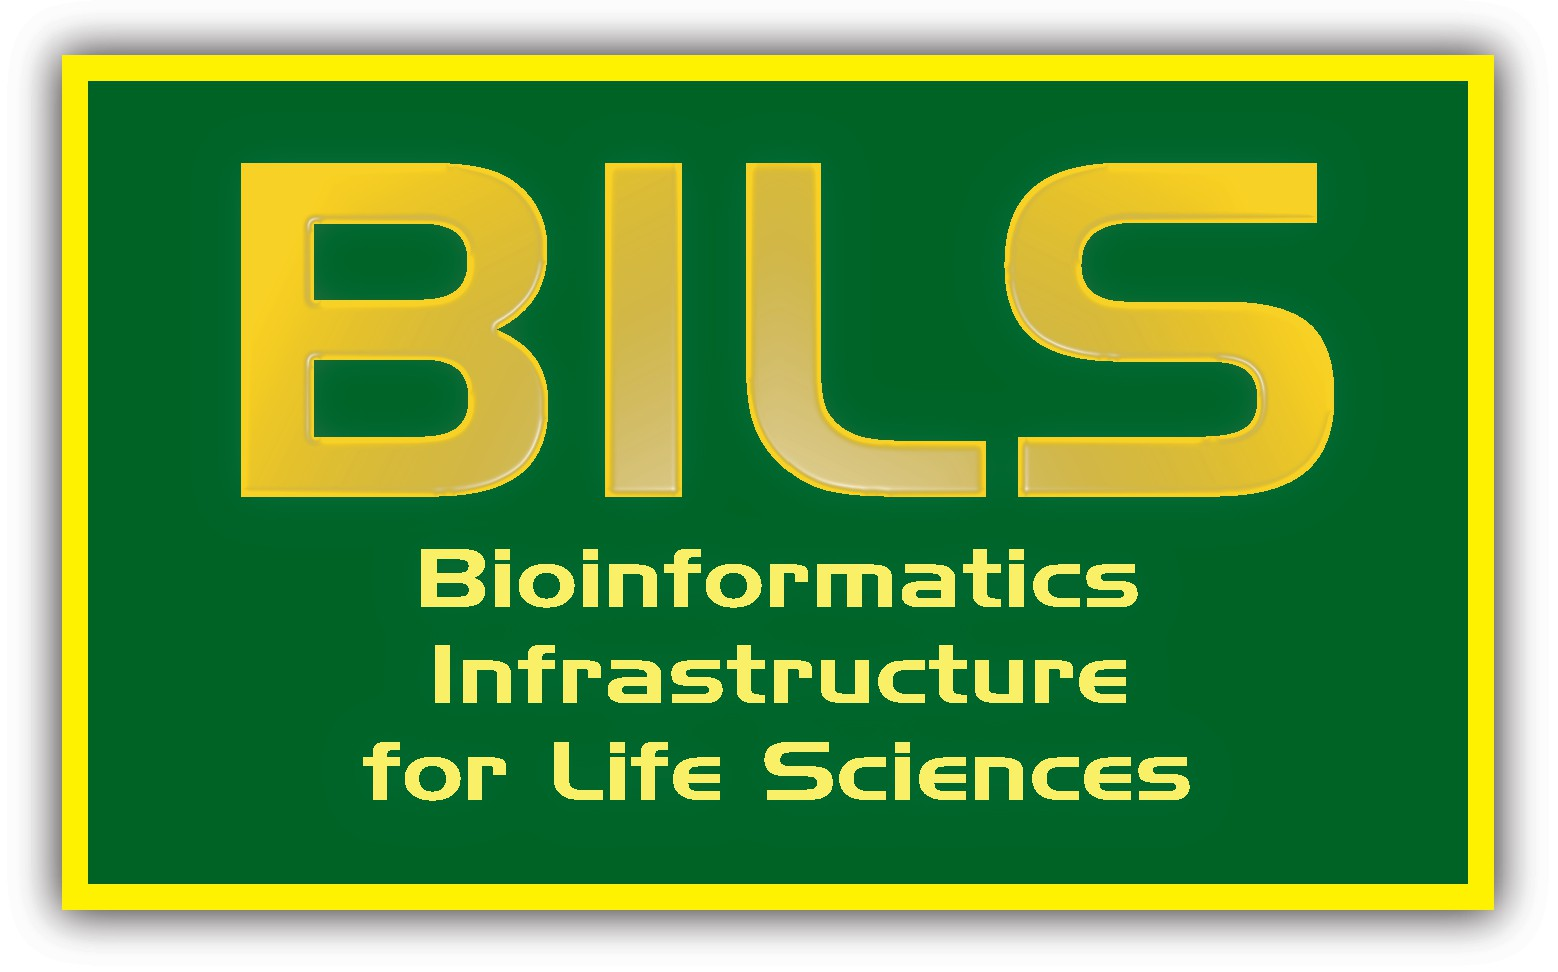 BILS
Bioinformatics
Infrastructure
for Life Sciences